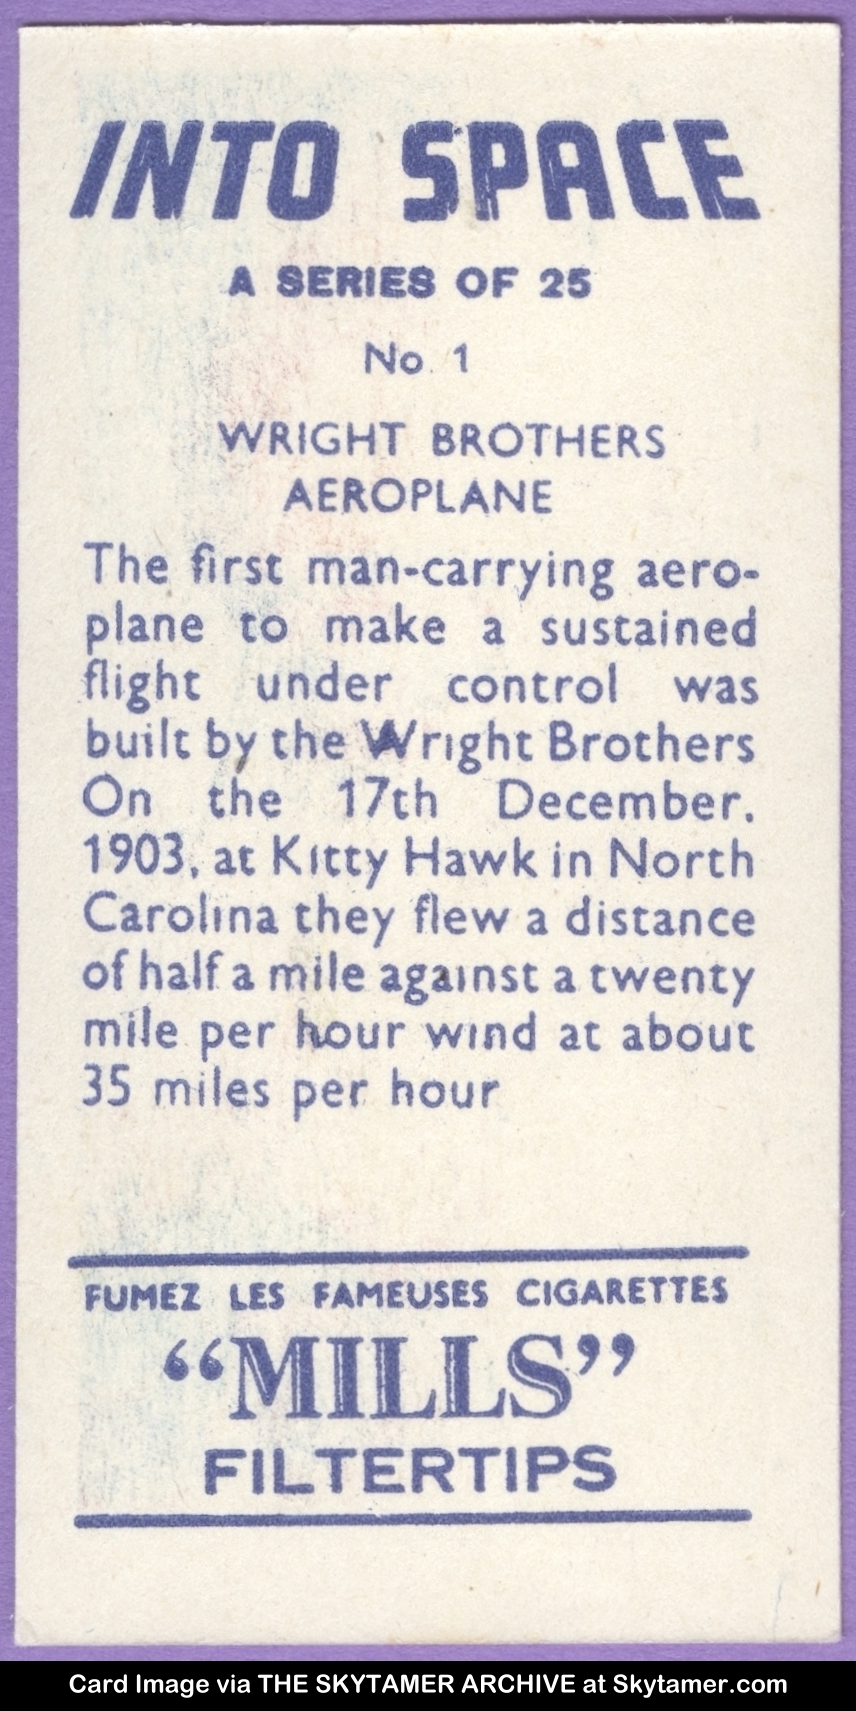 INTO SPACE
A SERIES OF 25
No. 1
WRIGHT BROTHERS
AEROPLANE
The first man-carrying aero-
plane to make a sustained
flight under control was
built by the Wright Brothers
On the 17th December,
1903, at Kitty Hawk in North
Carolina they flew a distance
of half a mile against a twenty
mile per hour wind at about
35 miles per hour
FUMEZ LES FAMEUSES CIGARETTES
“MILLS”
FILTERTIPS
Card Image via THE SKYTAMER ARCHIVE at Skytamer.com